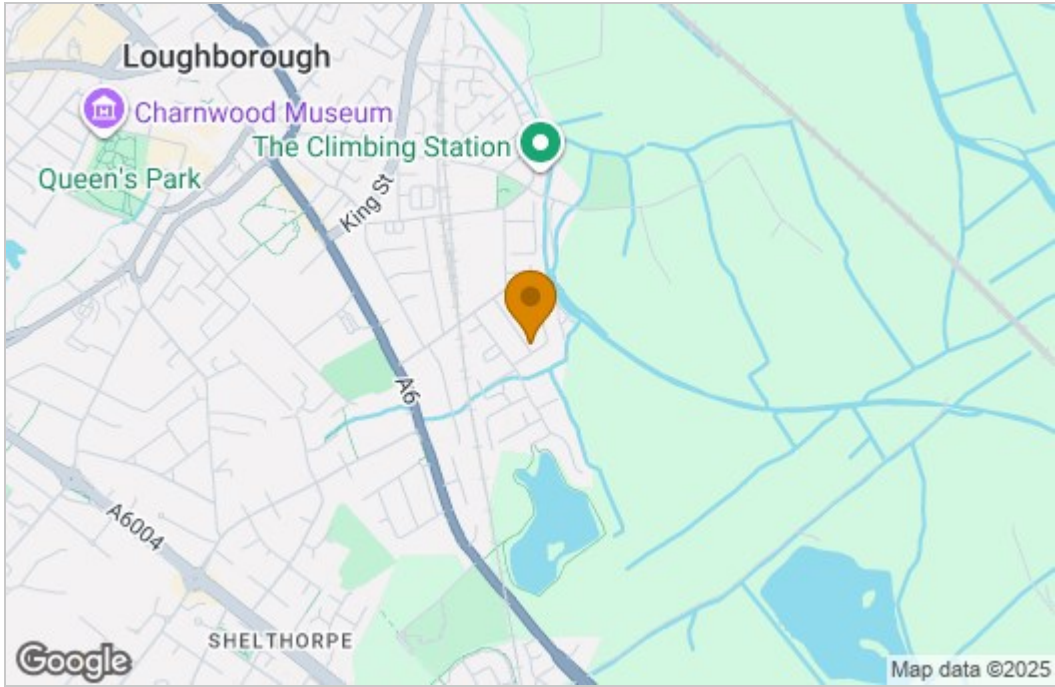 Loughborough
Charnwood Museum
The Climbing Station
Queen's Park
King St
A6
A6004
SHELTHORPE
Google
Map data ©2025